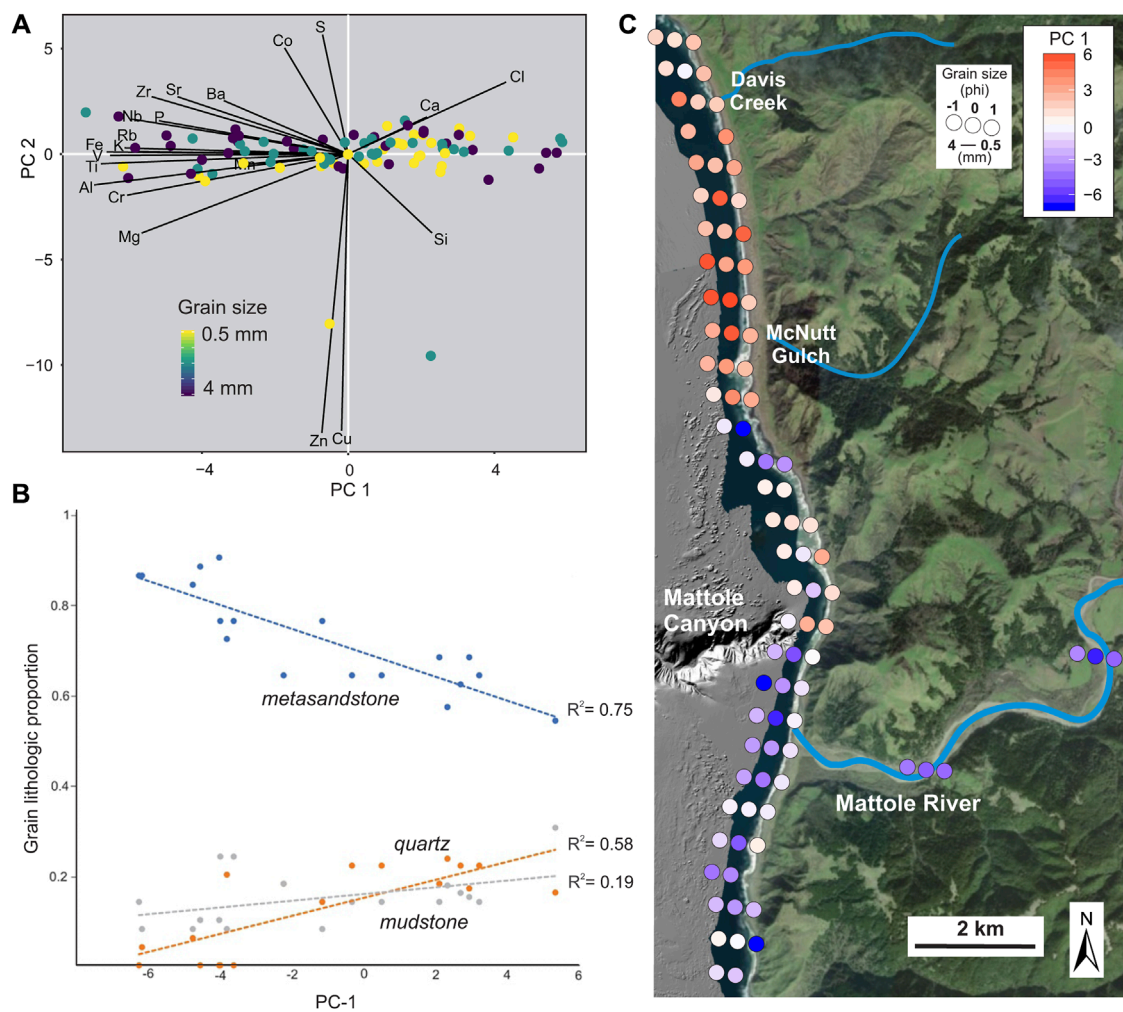 A
5
0
−5
−10
PC 2
S
Co
Cl
Zr
Sr
Ba
Ca
Nb
P
Rb
Fe
K
V
Ti
Mn
Al
Cr
Mg
Si
Zn
Cu
Grain size
0.5 mm
4 mm
−4
0
4
PC 1
B
1
0.8
0.6
0.4
0.2
Grain lithologic proportion
metasandstone
R²= 0.75
quartz
R²= 0.58
R²= 0.19
mudstone
-6
-4
-2
0
2
4
6
PC-1
C
PC 1
6
3
0
−3
−6
Grain size
(phi)
-1 0 1
4 — 0.5
(mm)
Davis
Creek
McNutt
Gulch
Mattole
Canyon
Mattole River
2 km
N